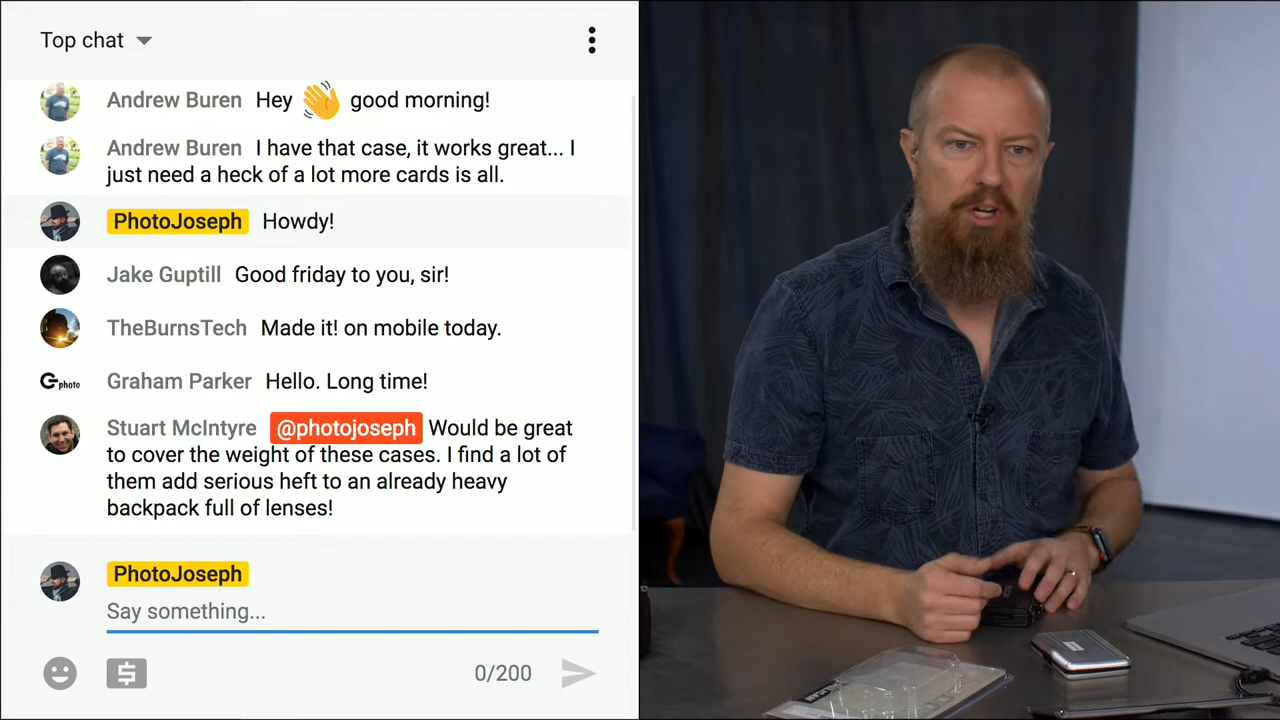 Top chat
Andrew Buren Hey 👋 good morning!
Andrew Buren I have that case, it works great... I
just need a heck of a lot more cards is all.
PhotoJoseph Howdy!
Jake Guptill Good friday to you, sir!
TheBurnsTech Made it! on mobile today.
G photo Graham Parker Hello. Long time!
Stuart McIntyre @photojoseph Would be great
to cover the weight of these cases. I find a lot of
them add serious heft to an already heavy
backpack full of lenses!
PhotoJoseph
Say something...
0/200